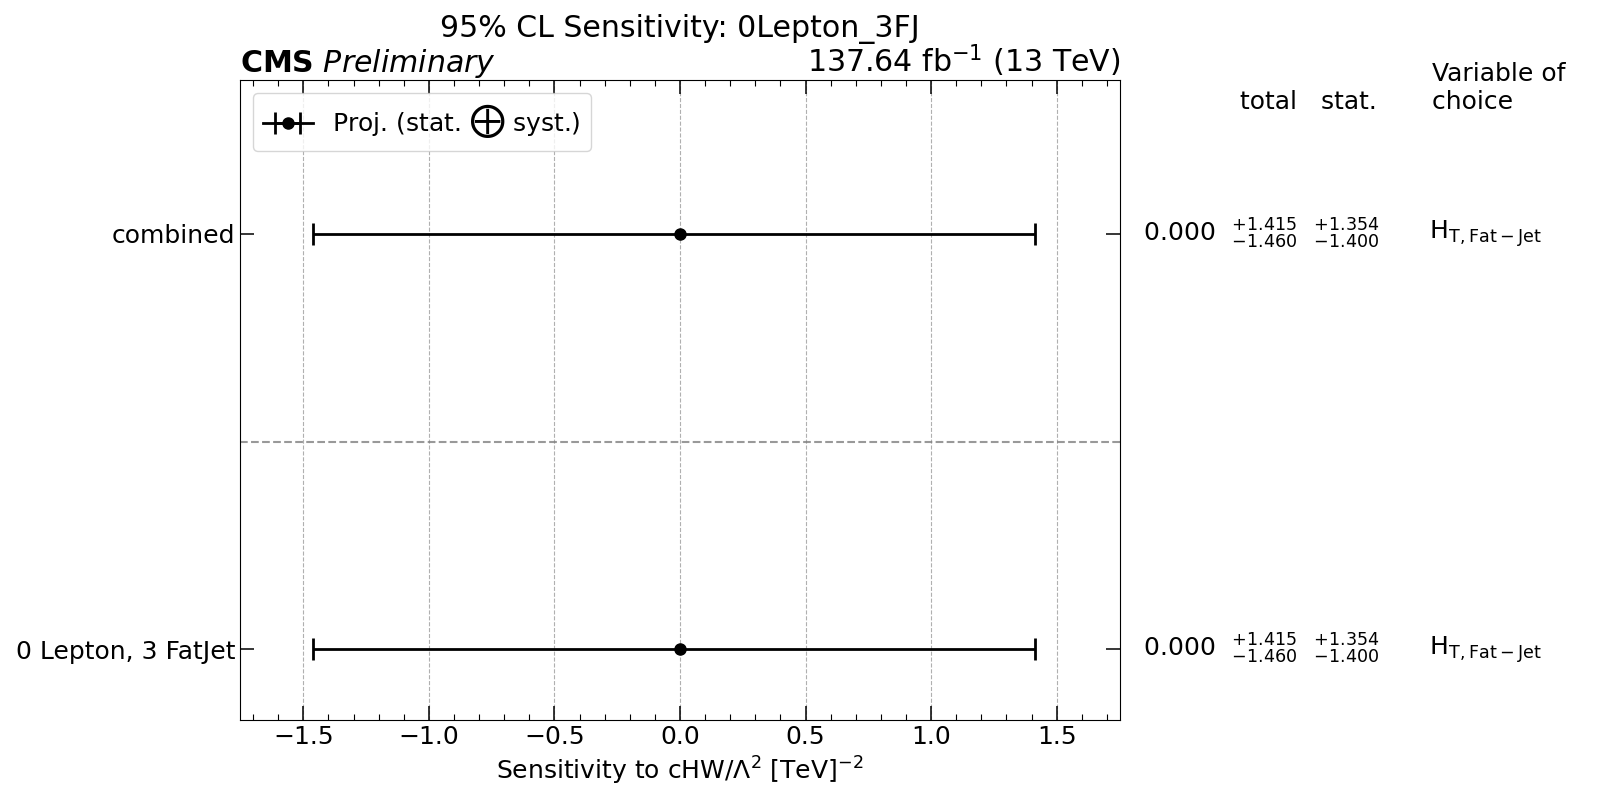 95% CL Sensitivity: 0Lepton_3FJ
CMS Preliminary 137.64 fb⁻¹ (13 TeV)
total stat. Variable of
choice
Proj. (stat. ⊕ syst.)
combined 0.000 +1.415 −1.460 +1.354 −1.400 H_T, Fat − Jet
0 Lepton, 3 FatJet 0.000 +1.415 −1.460 +1.354 −1.400 H_T, Fat − Jet
−1.5 −1.0 −0.5 0.0 0.5 1.0 1.5
Sensitivity to cHW/Λ² [TeV]⁻²